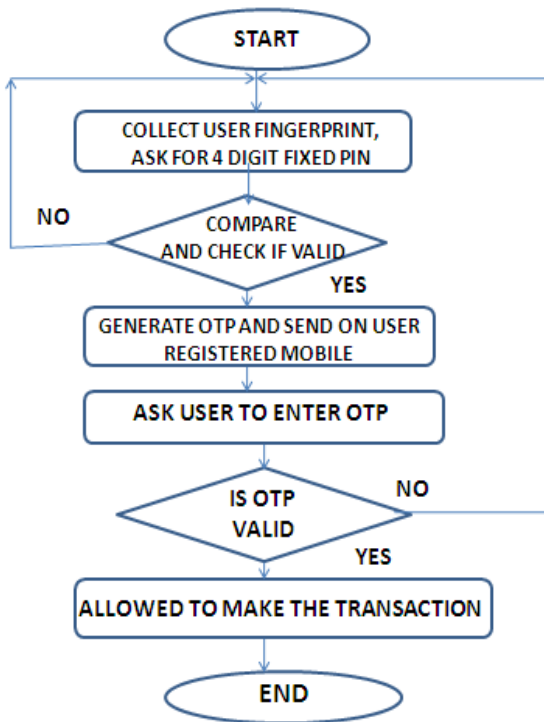 START
COLLECT USER FINGERPRINT,
ASK FOR 4 DIGIT FIXED PIN
NO
COMPARE
AND CHECK IF VALID
YES
GENERATE OTP AND SEND ON USER
REGISTERED MOBILE
ASK USER TO ENTER OTP
IS OTP
VALID
NO
YES
ALLOWED TO MAKE THE TRANSACTION
END